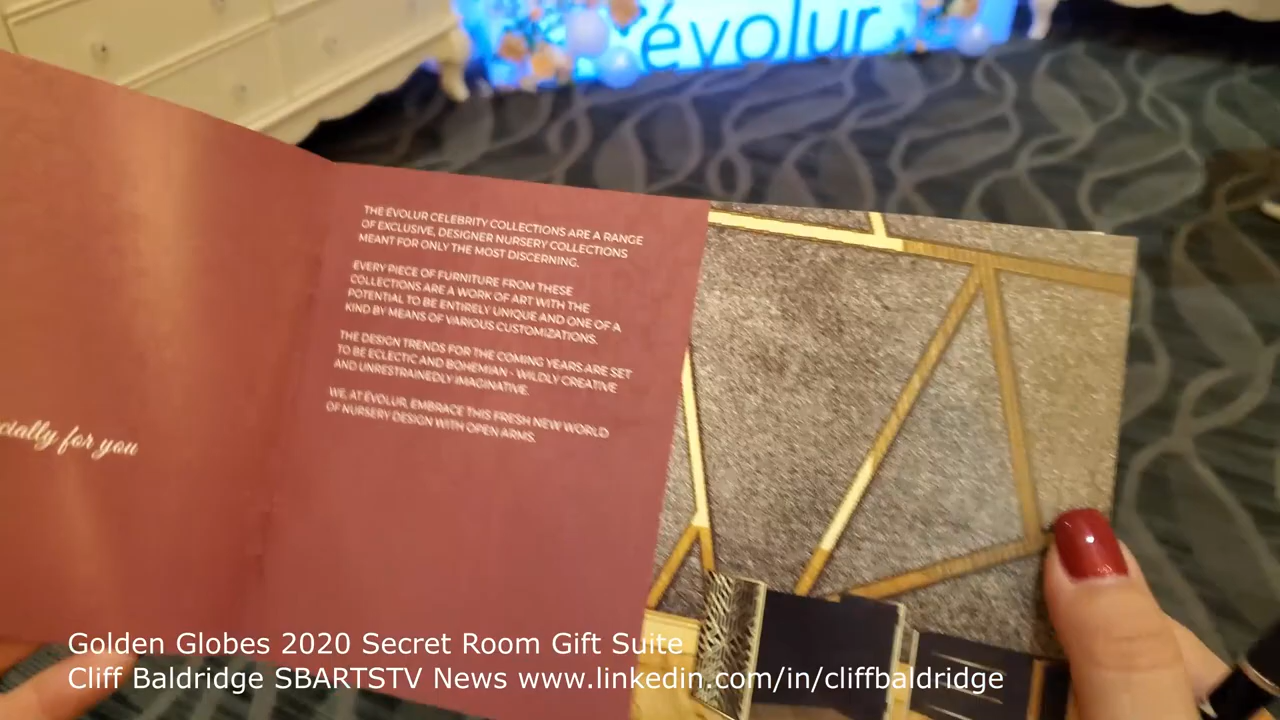 évolur
THE ÉVOLUR CELEBRITY COLLECTIONS ARE A RANGE
OF EXCLUSIVE, DESIGNER NURSERY COLLECTIONS
MEANT FOR ONLY THE MOST DISCERNING.
EVERY PIECE OF FURNITURE FROM THESE
COLLECTIONS ARE A WORK OF ART WITH THE
POTENTIAL TO BE ENTIRELY UNIQUE AND ONE OF A
KIND BY MEANS OF VARIOUS CUSTOMIZATIONS.
THE DESIGN TRENDS FOR THE COMING YEARS ARE SET
TO BE ECLECTIC AND BOHEMIAN - WILDLY CREATIVE
AND UNRESTRAINEDLY IMAGINATIVE.
WE, AT ÉVOLUR, EMBRACE THIS FRESH NEW WORLD
OF NURSERY DESIGN WITH OPEN ARMS.
cially for you
Golden Globes 2020 Secret Room Gift Suite
Cliff Baldridge SBARTSTV News www.linkedin.com/in/cliffbaldridge